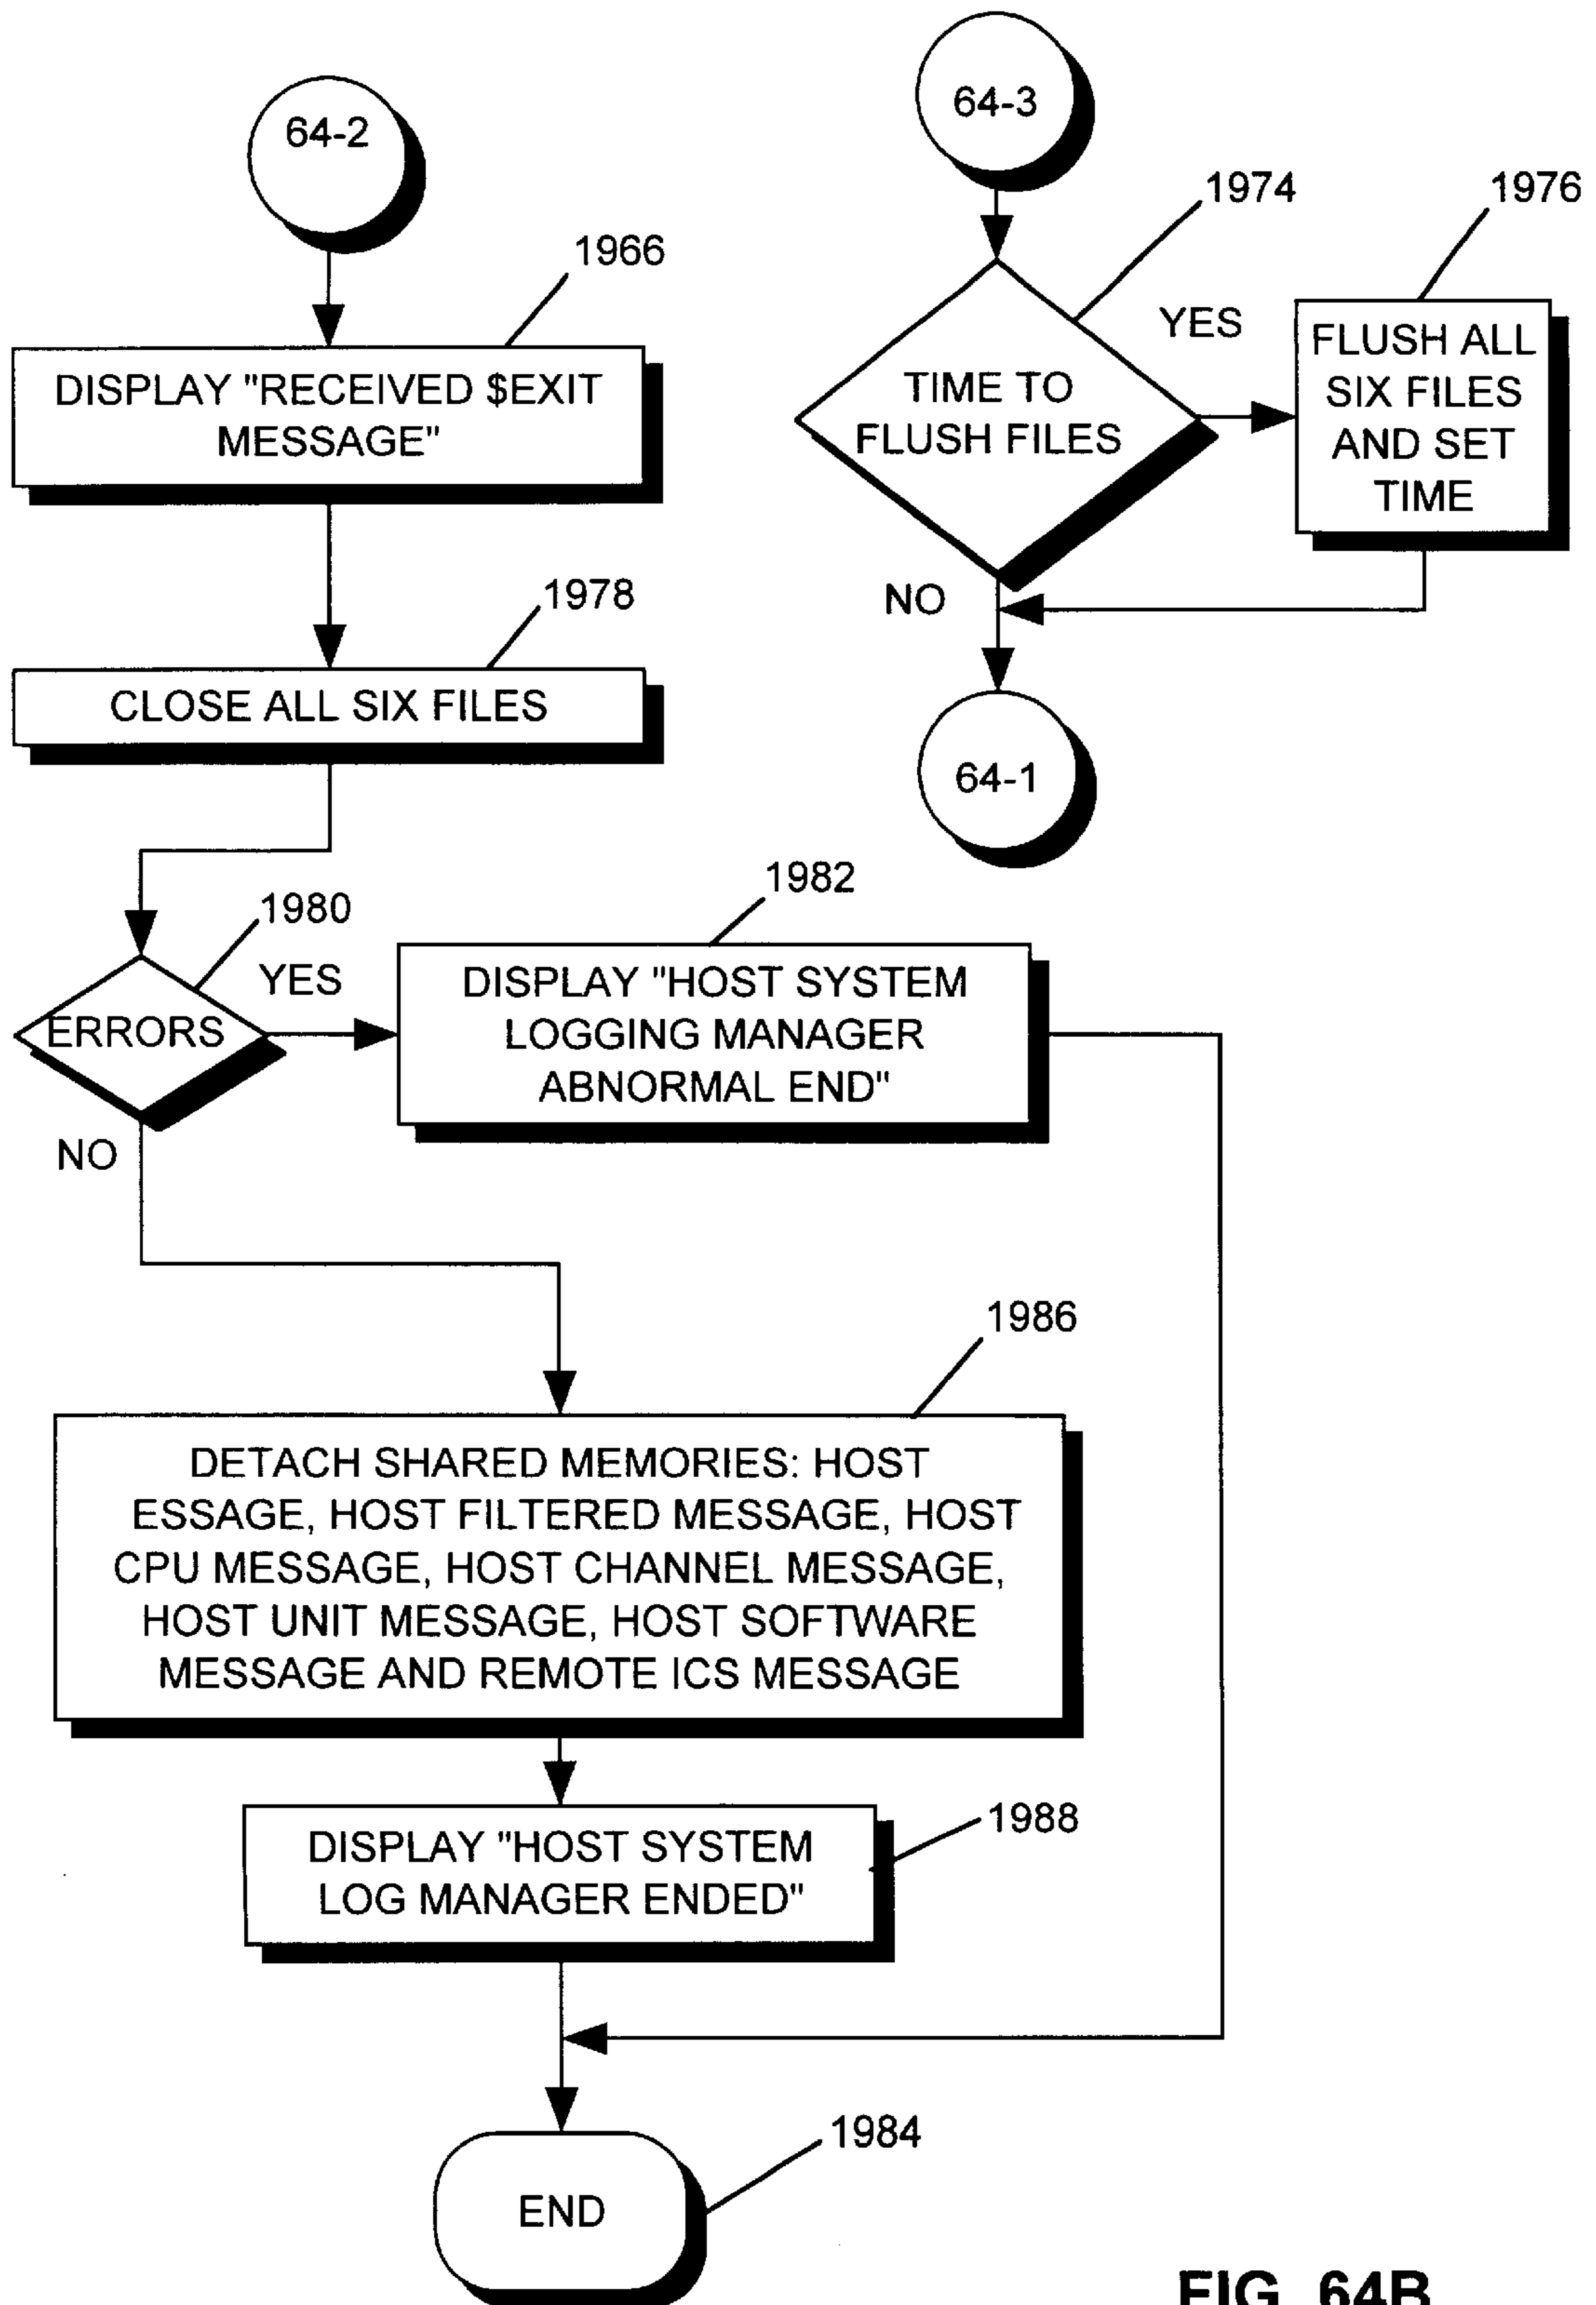 64-2
1966
DISPLAY "RECEIVED $EXIT
MESSAGE"
1978
CLOSE ALL SIX FILES
64-3
1974
1976
TIME TO
FLUSH FILES
YES
FLUSH ALL
SIX FILES
AND SET
TIME
NO
64-1
1980
ERRORS
YES
1982
DISPLAY "HOST SYSTEM
LOGGING MANAGER
ABNORMAL END"
NO
1986
DETACH SHARED MEMORIES: HOST
ESSAGE, HOST FILTERED MESSAGE, HOST
CPU MESSAGE, HOST CHANNEL MESSAGE,
HOST UNIT MESSAGE, HOST SOFTWARE
MESSAGE AND REMOTE ICS MESSAGE
1988
DISPLAY "HOST SYSTEM
LOG MANAGER ENDED"
1984
END
FIG. 64B